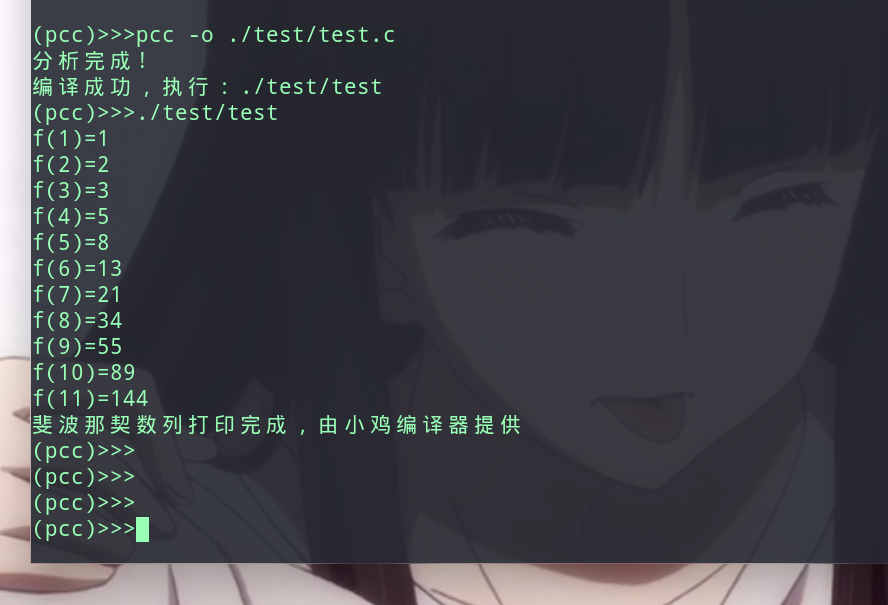 (pcc)>>>pcc -o ./test/test.c
分析完成！
编译成功，执行：./test/test
(pcc)>>>./test/test
f(1)=1
f(2)=2
f(3)=3
f(4)=5
f(5)=8
f(6)=13
f(7)=21
f(8)=34
f(9)=55
f(10)=89
f(11)=144
斐波那契数列打印完成，由小鸡编译器提供
(pcc)>>>
(pcc)>>>
(pcc)>>>
(pcc)>>>